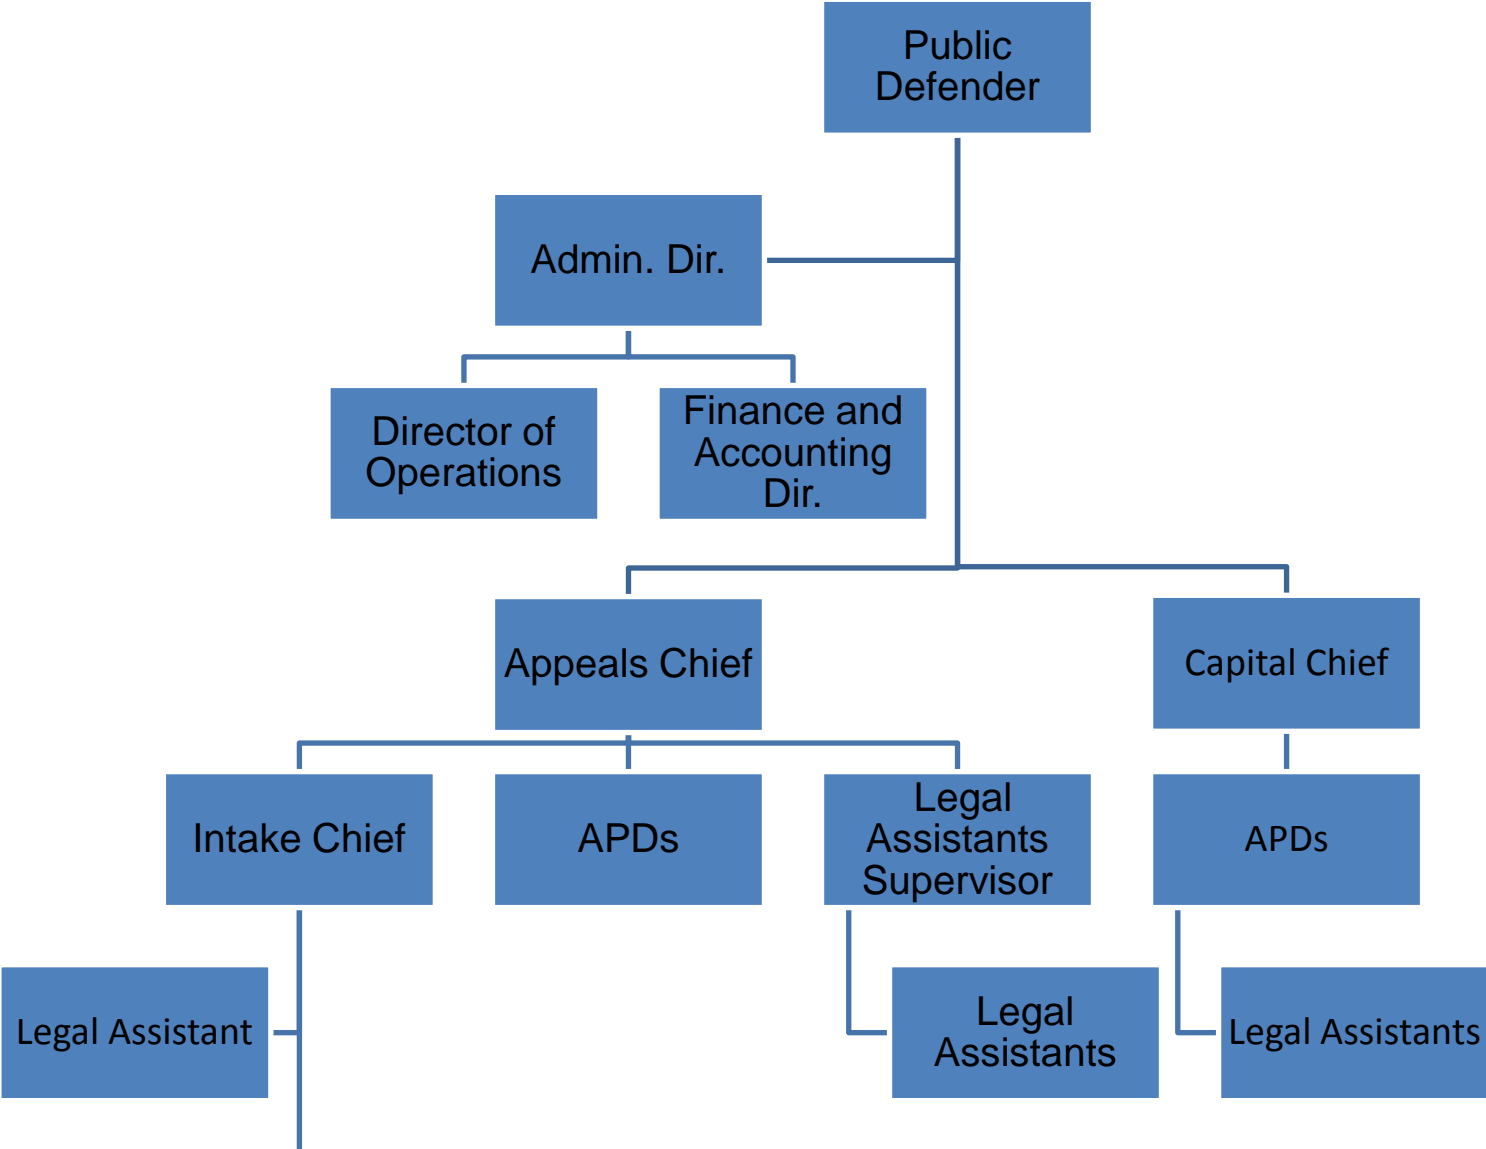 Public
Defender
Admin. Dir.
Director of
Operations
Finance and
Accounting
Dir.
Appeals Chief
Capital Chief
Intake Chief
APDs
Legal
Assistants
Supervisor
APDs
Legal Assistant
Legal
Assistants
Legal Assistants